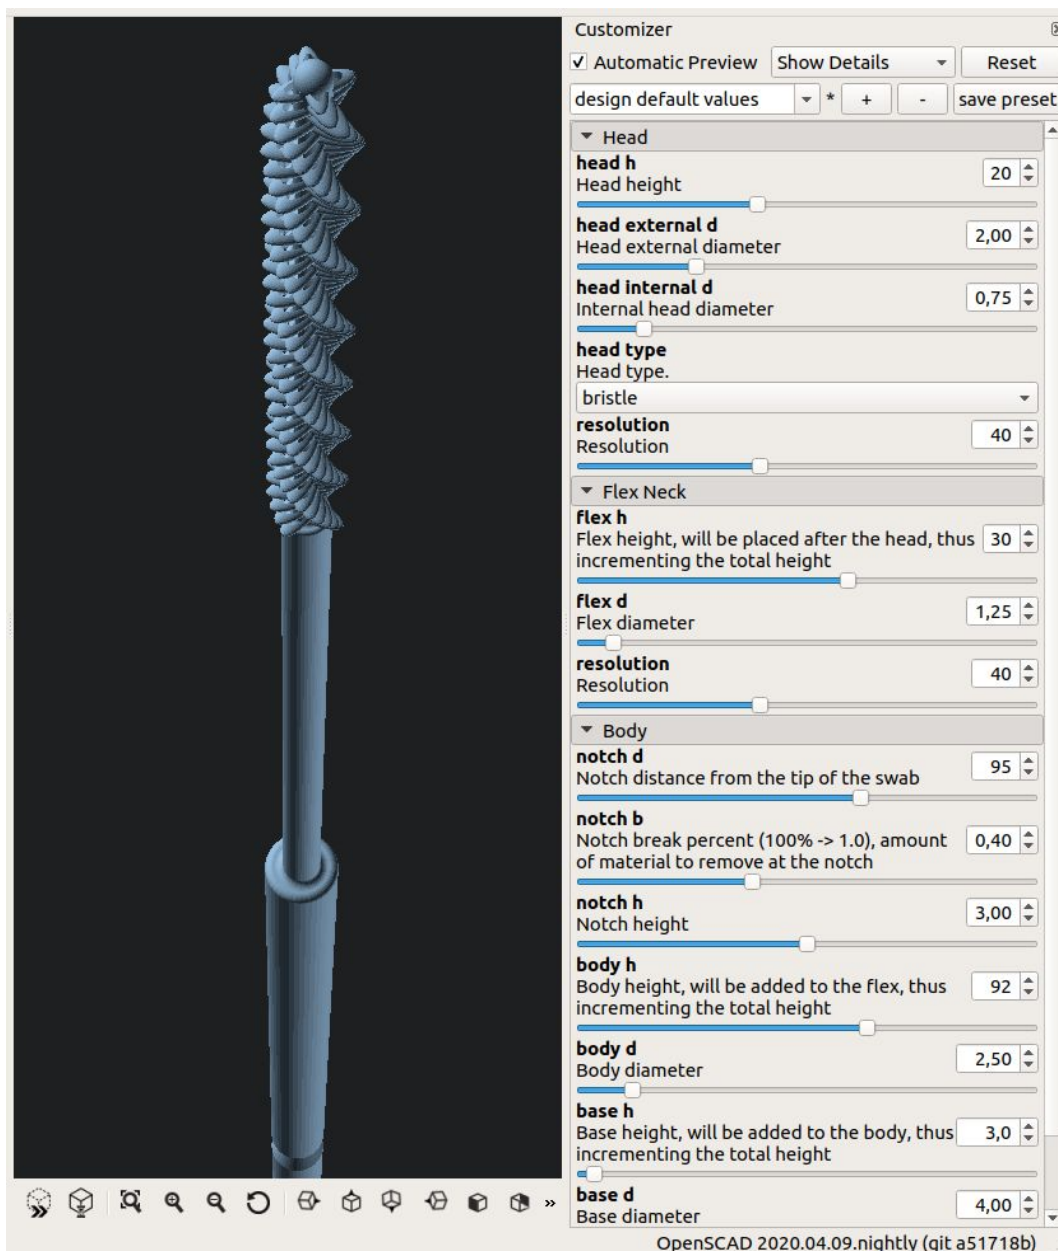 Customizer
Automatic Preview Show Details Reset
design default values * + - save preset
Head
head h
Head height
20
head external d
Head external diameter
2,00
head internal d
Internal head diameter
0,75
head type
Head type.
bristle
resolution
Resolution
40
Flex Neck
flex h
Flex height, will be placed after the head, thus
incrementing the total height
30
flex d
Flex diameter
1,25
resolution
Resolution
40
Body
notch d
Notch distance from the tip of the swab
95
notch b
Notch break percent (100% -> 1.0), amount
of material to remove at the notch
0,40
notch h
Notch height
3,00
body h
Body height, will be added to the flex, thus
incrementing the total height
92
body d
Body diameter
2,50
base h
Base height, will be added to the body, thus
incrementing the total height
3,0
base d
Base diameter
4,00
»
OpenSCAD 2020.04.09.nightly (git a51718b)